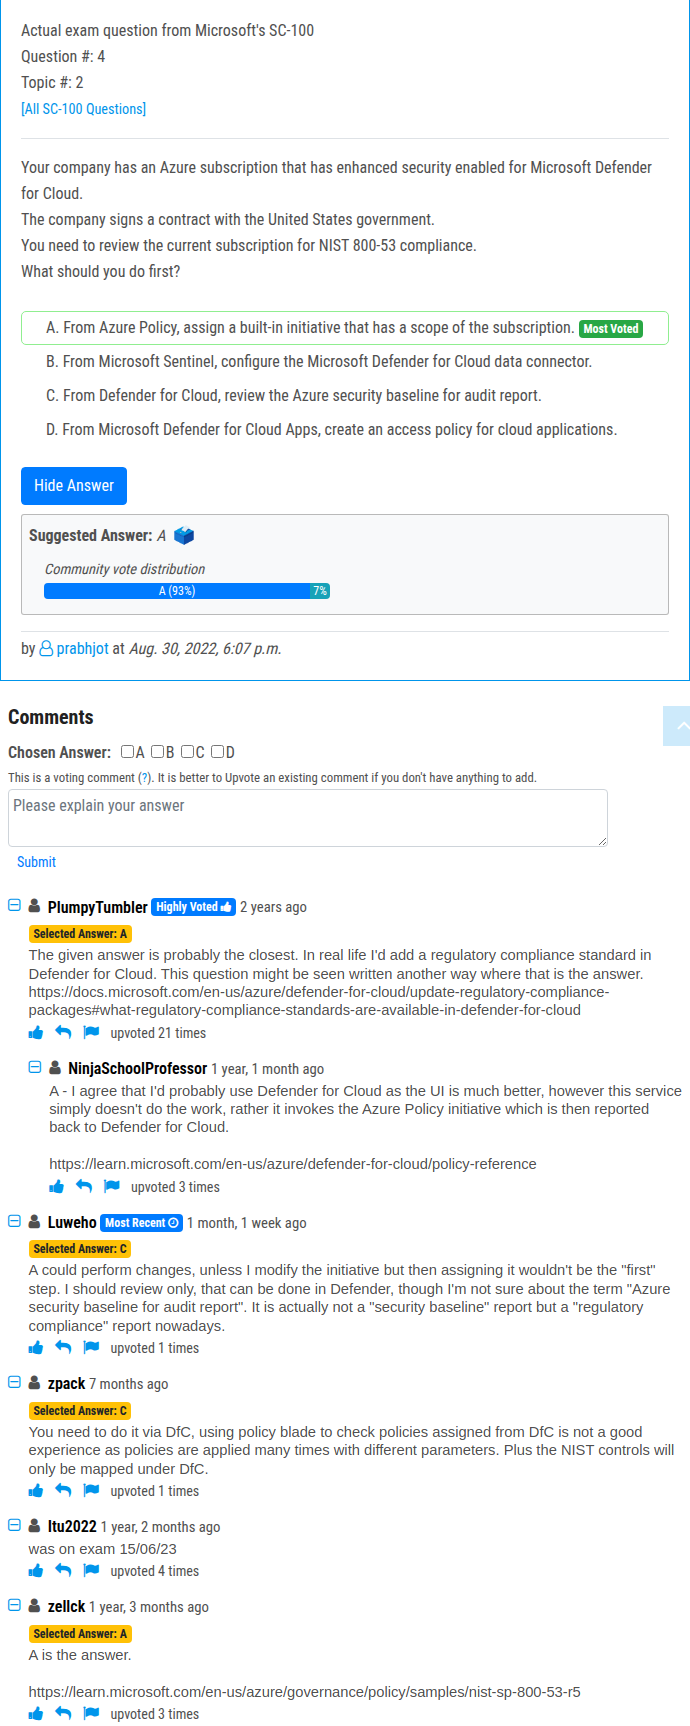 Actual exam question from Microsoft's SC-100
Question #: 4
Topic #: 2
[All SC-100 Questions]
Your company has an Azure subscription that has enhanced security enabled for Microsoft Defender
for Cloud.
The company signs a contract with the United States government.
You need to review the current subscription for NIST 800-53 compliance.
What should you do first?
A. From Azure Policy, assign a built-in initiative that has a scope of the subscription. Most Voted
B. From Microsoft Sentinel, configure the Microsoft Defender for Cloud data connector.
C. From Defender for Cloud, review the Azure security baseline for audit report.
D. From Microsoft Defender for Cloud Apps, create an access policy for cloud applications.
Hide Answer
Suggested Answer: A
Community vote distribution
A (93%) 7%
by prabhjot at Aug. 30, 2022, 6:07 p.m.
Comments
Chosen Answer: A B C D
This is a voting comment (?). It is better to Upvote an existing comment if you don't have anything to add.
Please explain your answer
Submit
PlumpyTumbler Highly Voted 2 years ago
Selected Answer: A
The given answer is probably the closest. In real life I'd add a regulatory compliance standard in
Defender for Cloud. This question might be seen written another way where that is the answer.
https://docs.microsoft.com/en-us/azure/defender-for-cloud/update-regulatory-compliance-
packages#what-regulatory-compliance-standards-are-available-in-defender-for-cloud
upvoted 21 times
NinjaSchoolProfessor 1 year, 1 month ago
A - I agree that I'd probably use Defender for Cloud as the UI is much better, however this service
simply doesn't do the work, rather it invokes the Azure Policy initiative which is then reported
back to Defender for Cloud.
https://learn.microsoft.com/en-us/azure/defender-for-cloud/policy-reference
upvoted 3 times
Luweho Most Recent 1 month, 1 week ago
Selected Answer: C
A could perform changes, unless I modify the initiative but then assigning it wouldn't be the "first"
step. I should review only, that can be done in Defender, though I'm not sure about the term "Azure
security baseline for audit report". It is actually not a "security baseline" report but a "regulatory
compliance" report nowadays.
upvoted 1 times
zpack 7 months ago
Selected Answer: C
You need to do it via DfC, using policy blade to check policies assigned from DfC is not a good
experience as policies are applied many times with different parameters. Plus the NIST controls will
only be mapped under DfC.
upvoted 1 times
Itu2022 1 year, 2 months ago
was on exam 15/06/23
upvoted 4 times
zellck 1 year, 3 months ago
Selected Answer: A
A is the answer.
https://learn.microsoft.com/en-us/azure/governance/policy/samples/nist-sp-800-53-r5
upvoted 3 times